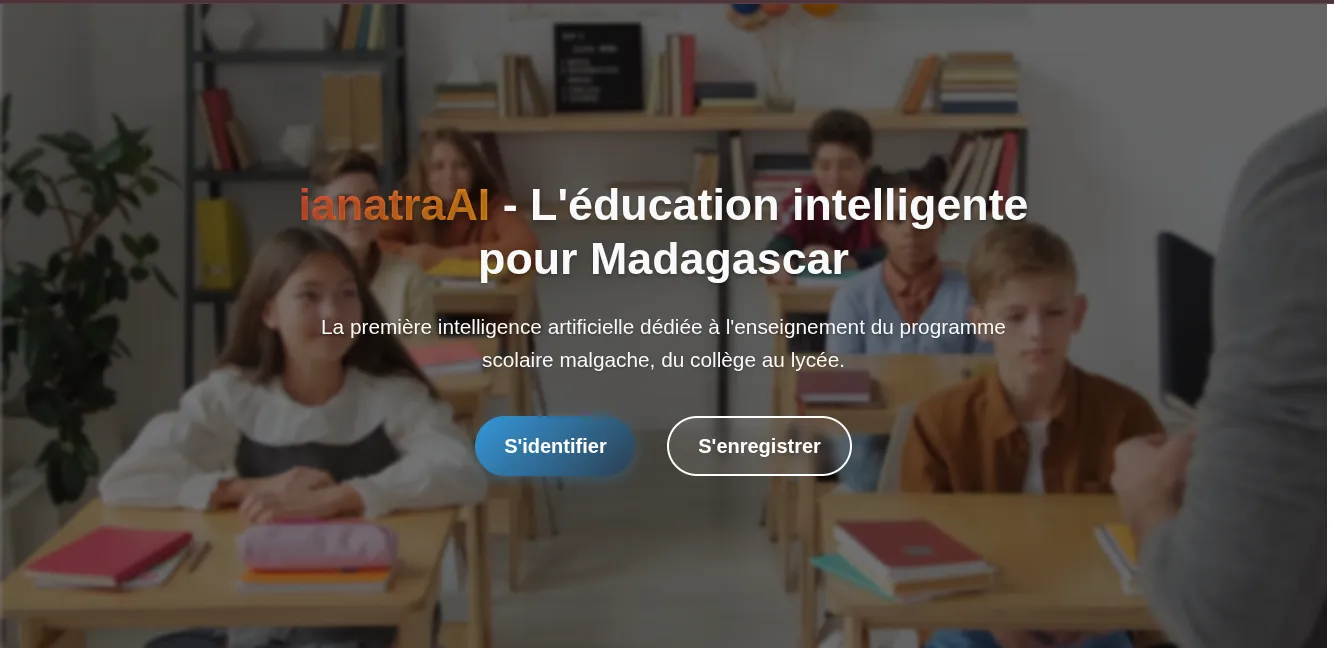 ianatraAI - L'éducation intelligente
pour Madagascar
La première intelligence artificielle dédiée à l'enseignement du programme
scolaire malgache, du collège au lycée.
S'identifier
S'enregistrer